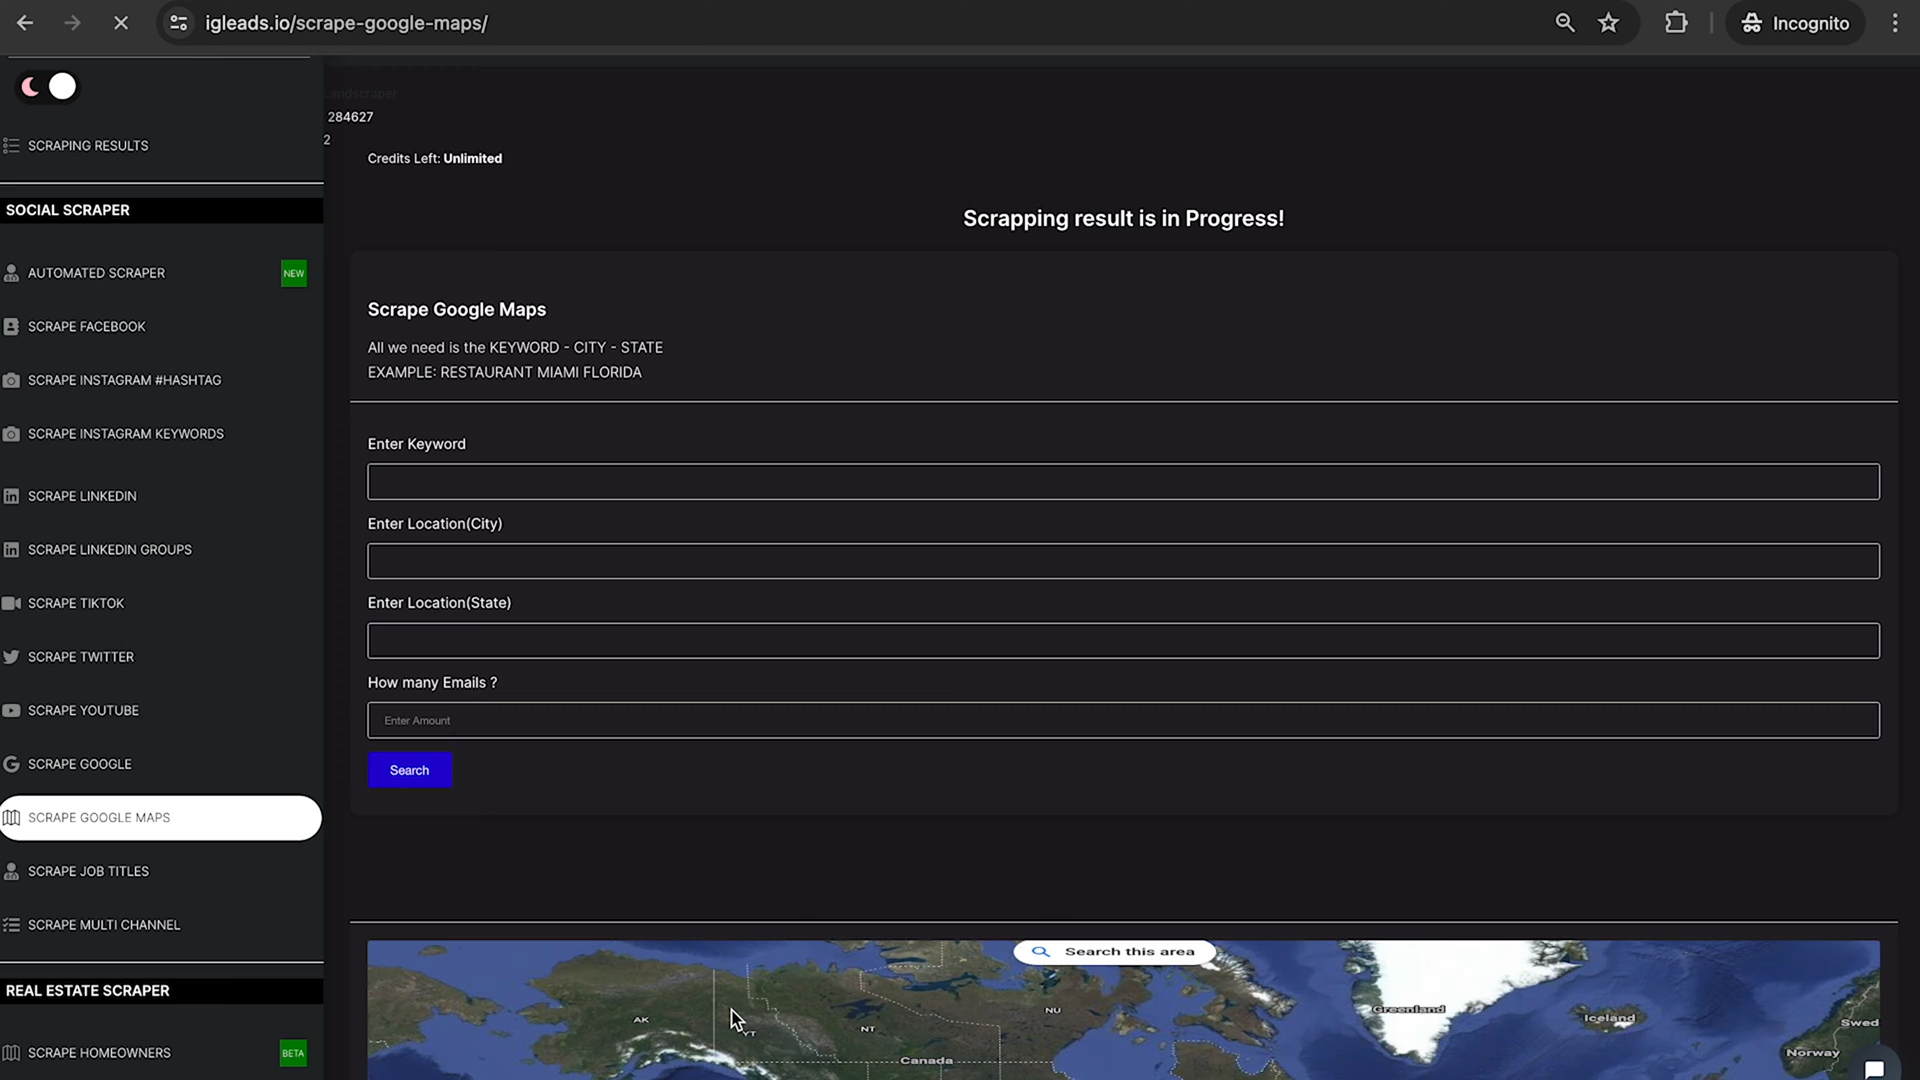 igleads.io/scrape-google-maps/
Incognito
SCRAPING RESULTS
SOCIAL SCRAPER
AUTOMATED SCRAPER
NEW
SCRAPE FACEBOOK
SCRAPE INSTAGRAM #HASHTAG
SCRAPE INSTAGRAM KEYWORDS
SCRAPE LINKEDIN
SCRAPE LINKEDIN GROUPS
SCRAPE TIKTOK
SCRAPE TWITTER
SCRAPE YOUTUBE
SCRAPE GOOGLE
SCRAPE GOOGLE MAPS
SCRAPE JOB TITLES
SCRAPE MULTI CHANNEL
REAL ESTATE SCRAPER
SCRAPE HOMEOWNERS
BETA
284627
2
Credits Left: Unlimited
Scrapping result is in Progress!
Scrape Google Maps
All we need is the KEYWORD - CITY - STATE
EXAMPLE: RESTAURANT MIAMI FLORIDA
Enter Keyword
Enter Location(City)
Enter Location(State)
How many Emails ?
Enter Amount
Search
Search this area
AK
YT
NT
NU
Canada
Greenland
Iceland
Swed
Norway